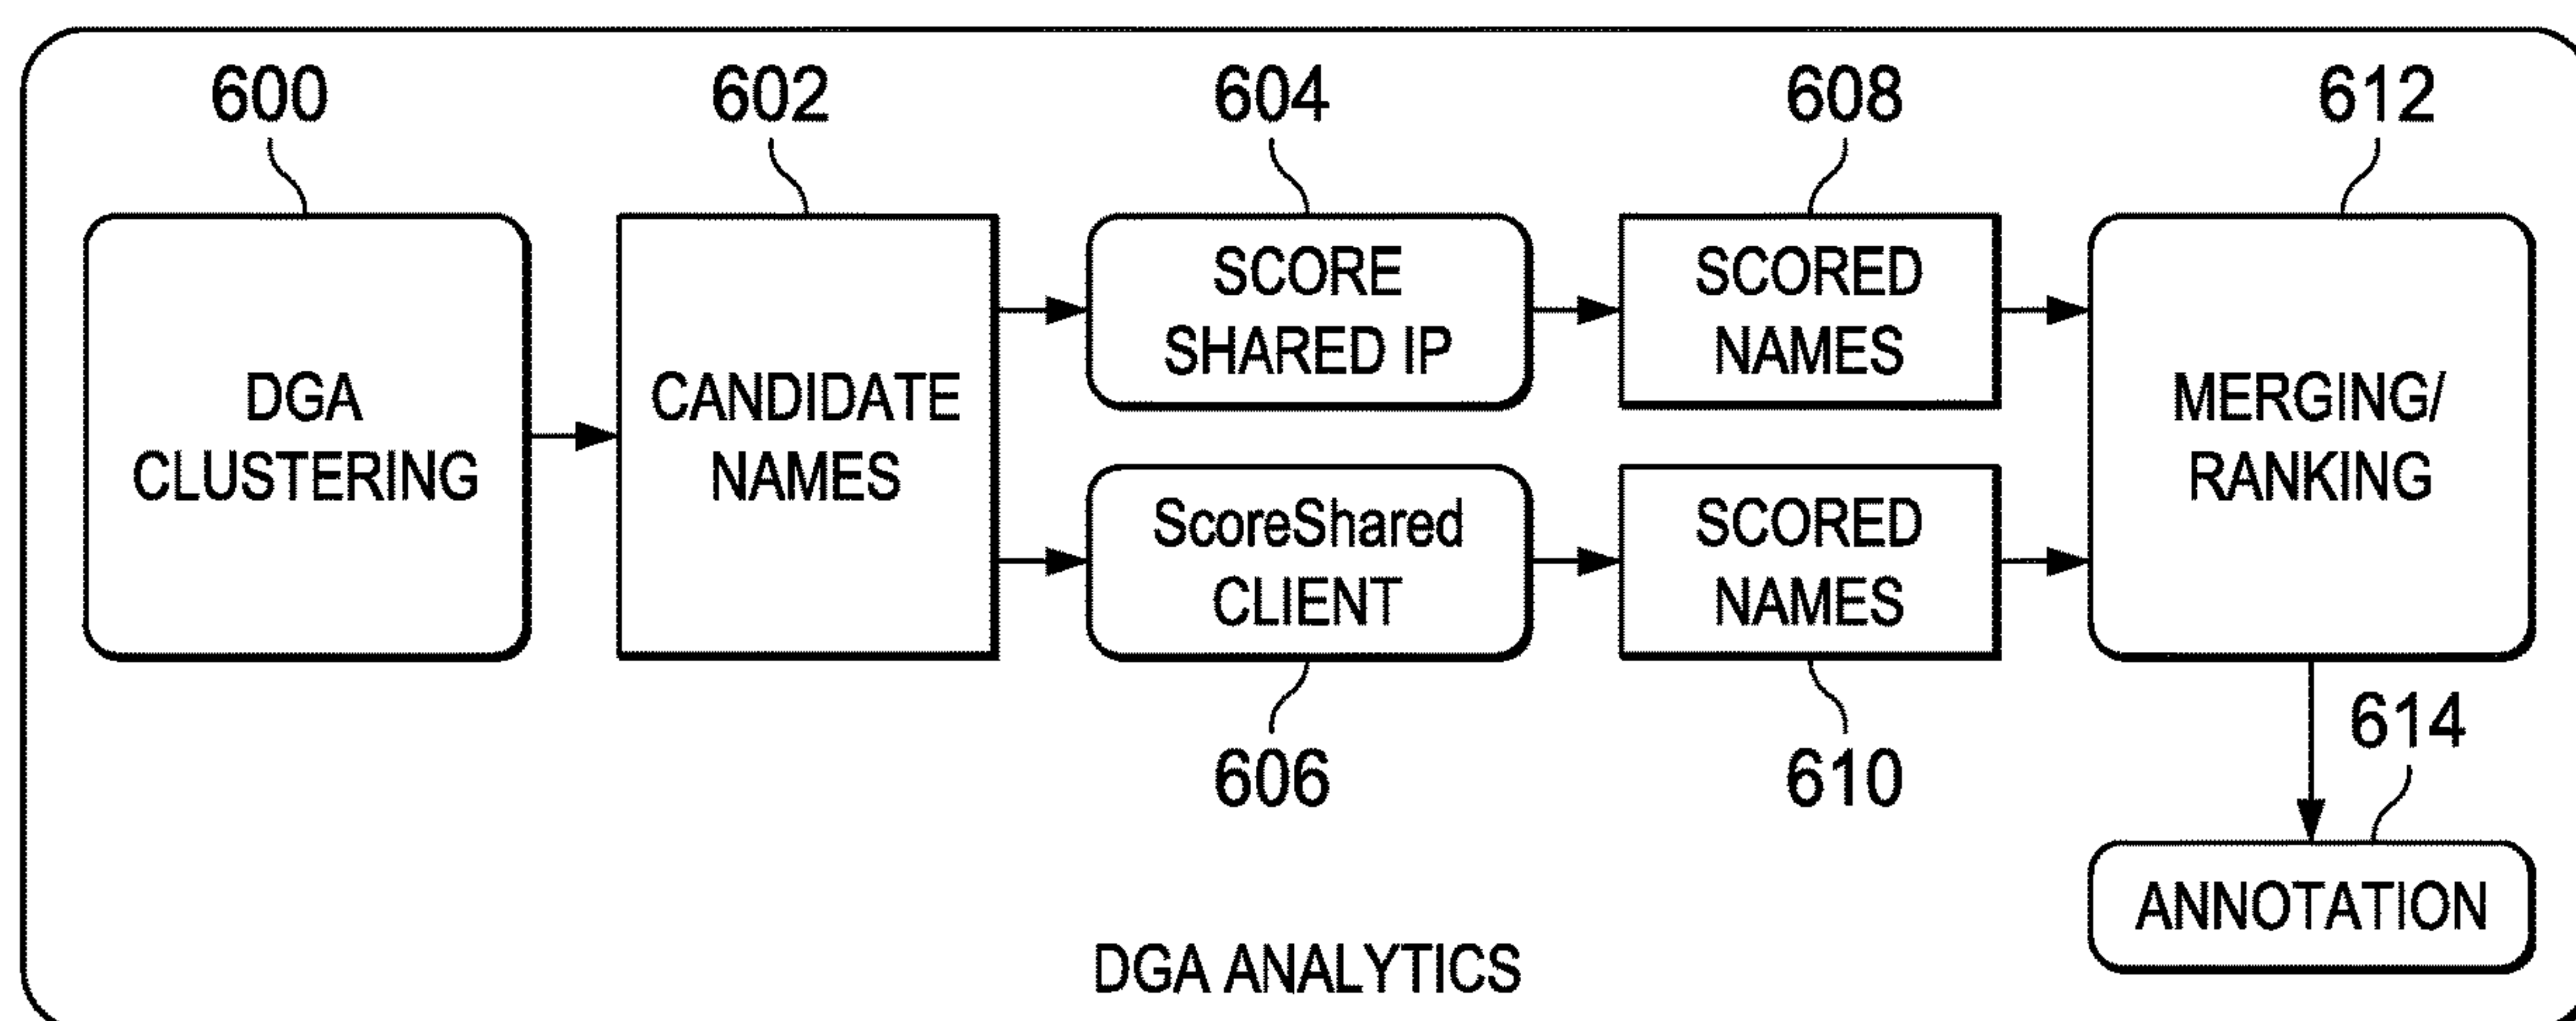 600
602
604
608
612
DGA
CLUSTERING
CANDIDATE
NAMES
SCORE
SHARED IP
SCORED
NAMES
ScoreShared
CLIENT
SCORED
NAMES
MERGING/
RANKING
606
610
614
ANNOTATION
DGA ANALYTICS